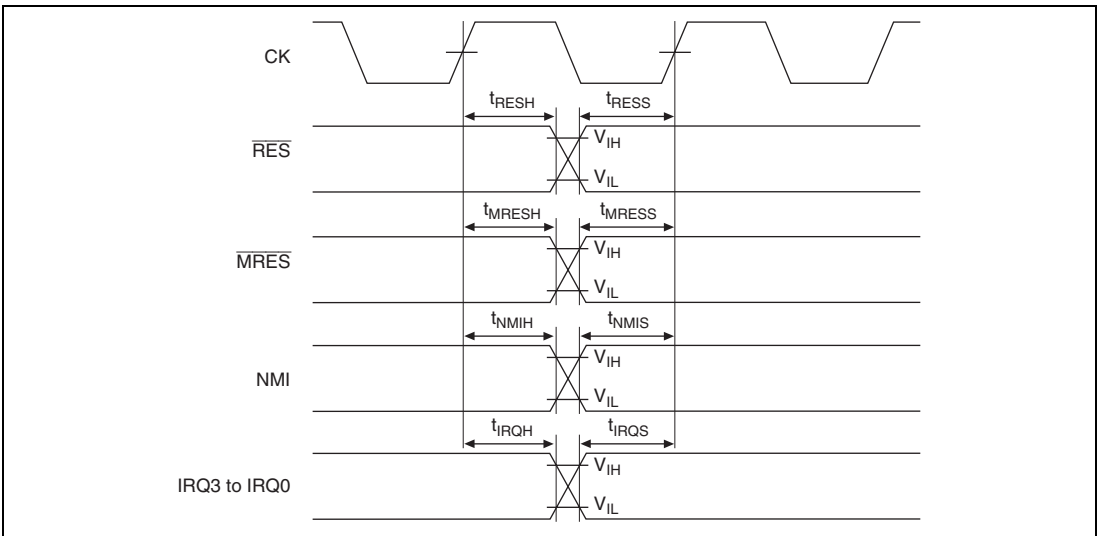 CK
tRESH tRESS
RES VIH
VIL
tMRESH tMRESS
MRES VIH
VIL
tNMIH tNMIS
NMI VIH
VIL
tIRQH tIRQS
IRQ3 to IRQ0 VIH
VIL